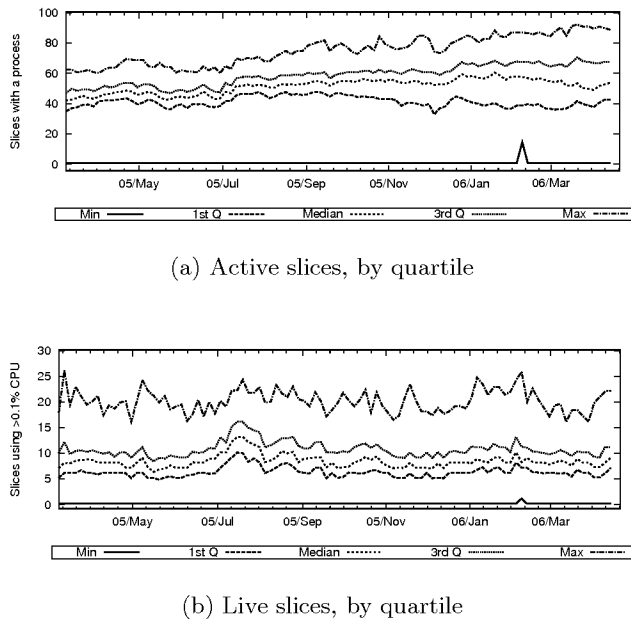 100
80
60
40
20
0
Slices with a process
05/May 05/Jul 05/Sep 05/Nov 06/Jan 06/Mar
Min 1st Q Median 3rd Q Max
(a) Active slices, by quartile
30
25
20
15
10
5
0
Slices using >0.1% CPU
05/May 05/Jul 05/Sep 05/Nov 06/Jan 06/Mar
Min 1st Q Median 3rd Q Max
(b) Live slices, by quartile